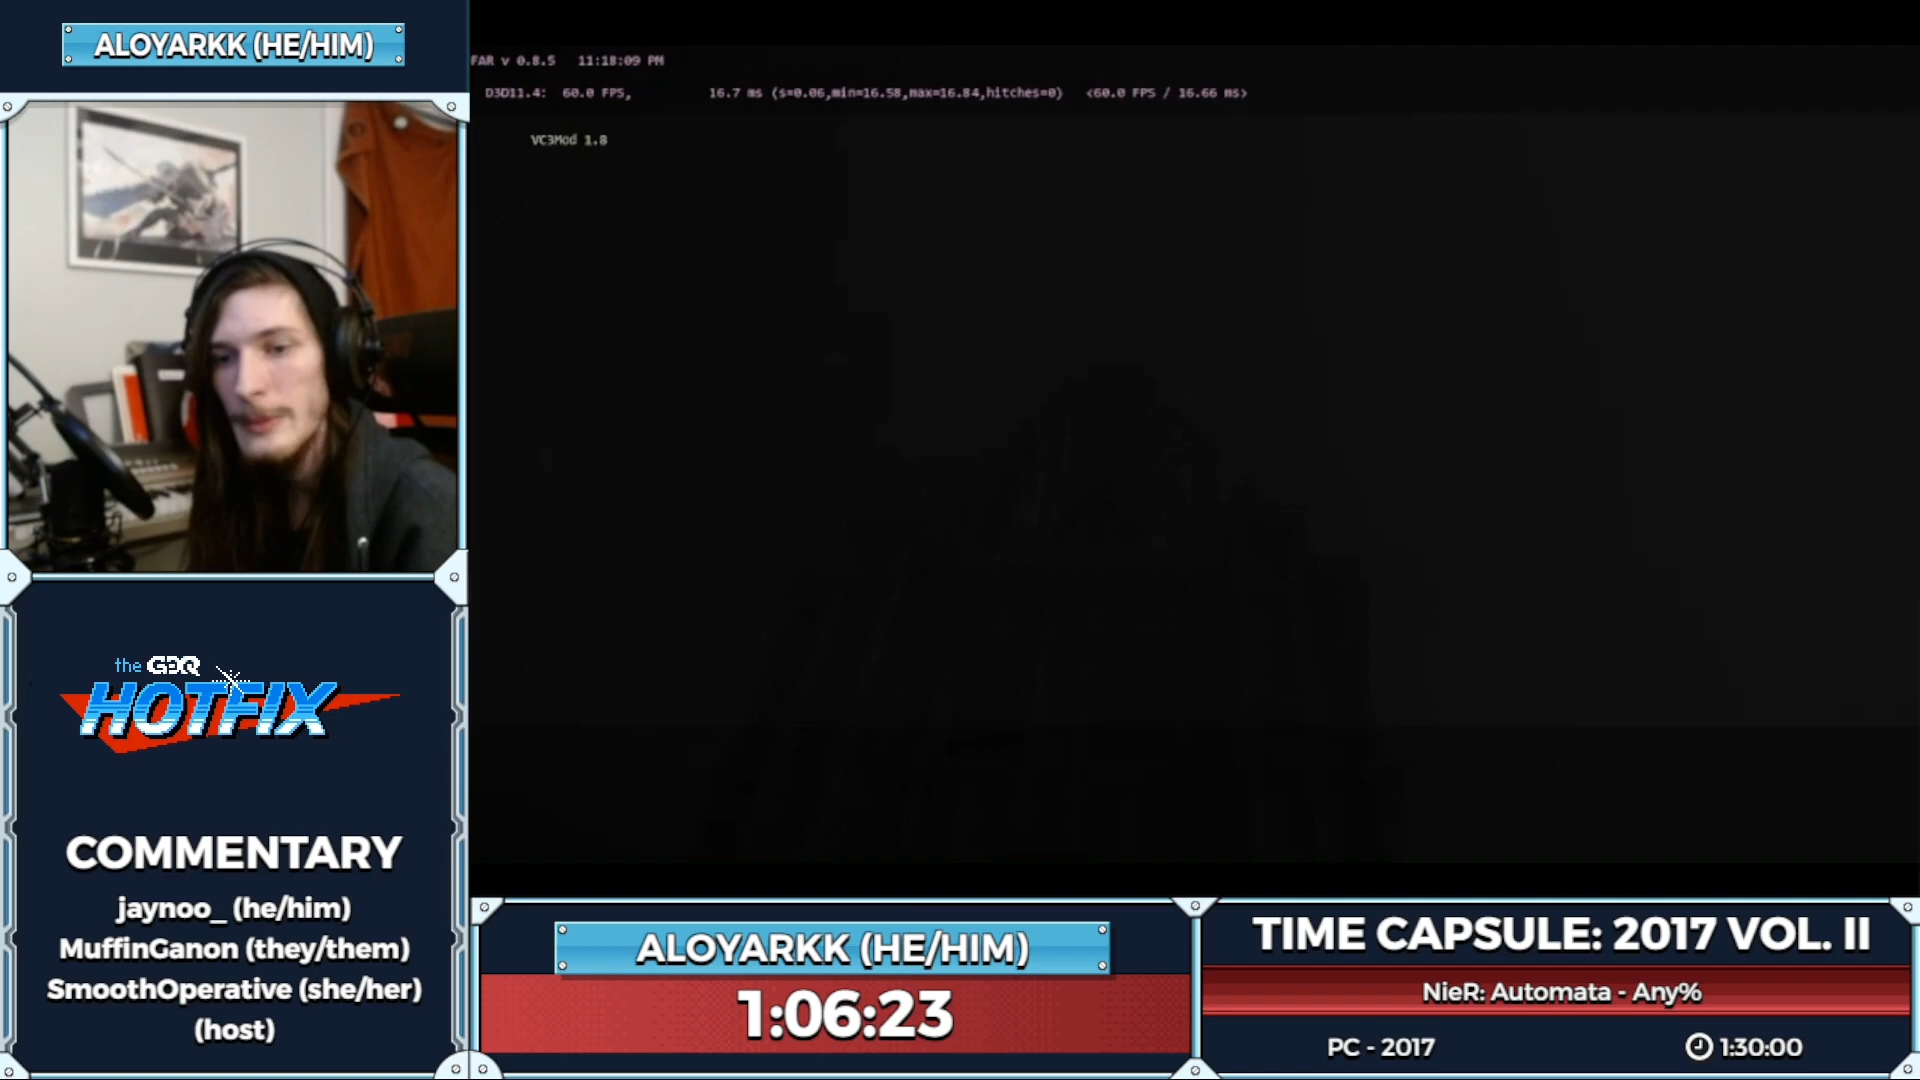 ALOYARKK (HE/HIM)
FAR v 0.8.5 11:18:09 PM
D3D11.4: 60.0 FPS, 16.7 ms (s=0.06,min=16.58,max=16.84,hitches=0) <60.0 FPS / 16.66 ms>
VC3Mod 1.8
the GDQ
HOTFIX
COMMENTARY
jaynoo_ (he/him)
MuffinGanon (they/them)
SmoothOperative (she/her)
(host)
ALOYARKK (HE/HIM)
1:06:23
TIME CAPSULE: 2017 VOL. II
NieR: Automata - Any%
PC - 2017
1:30:00